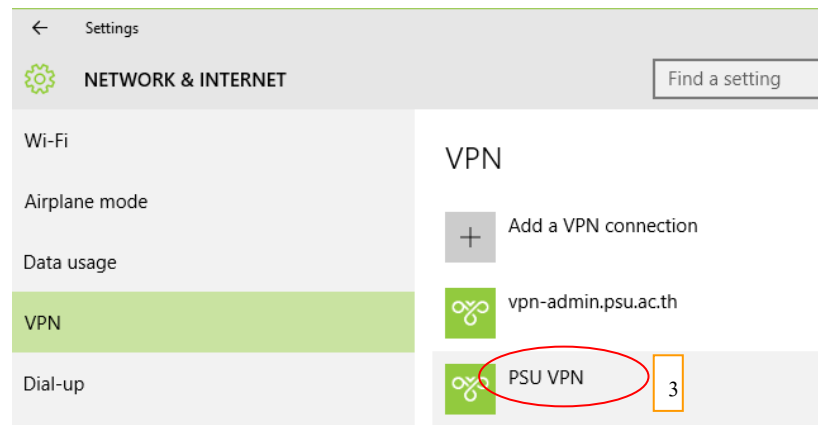 Settings
NETWORK & INTERNET
Find a setting
Wi-Fi
Airplane mode
Data usage
VPN
Dial-up
VPN
Add a VPN connection
vpn-admin.psu.ac.th
PSU VPN
3